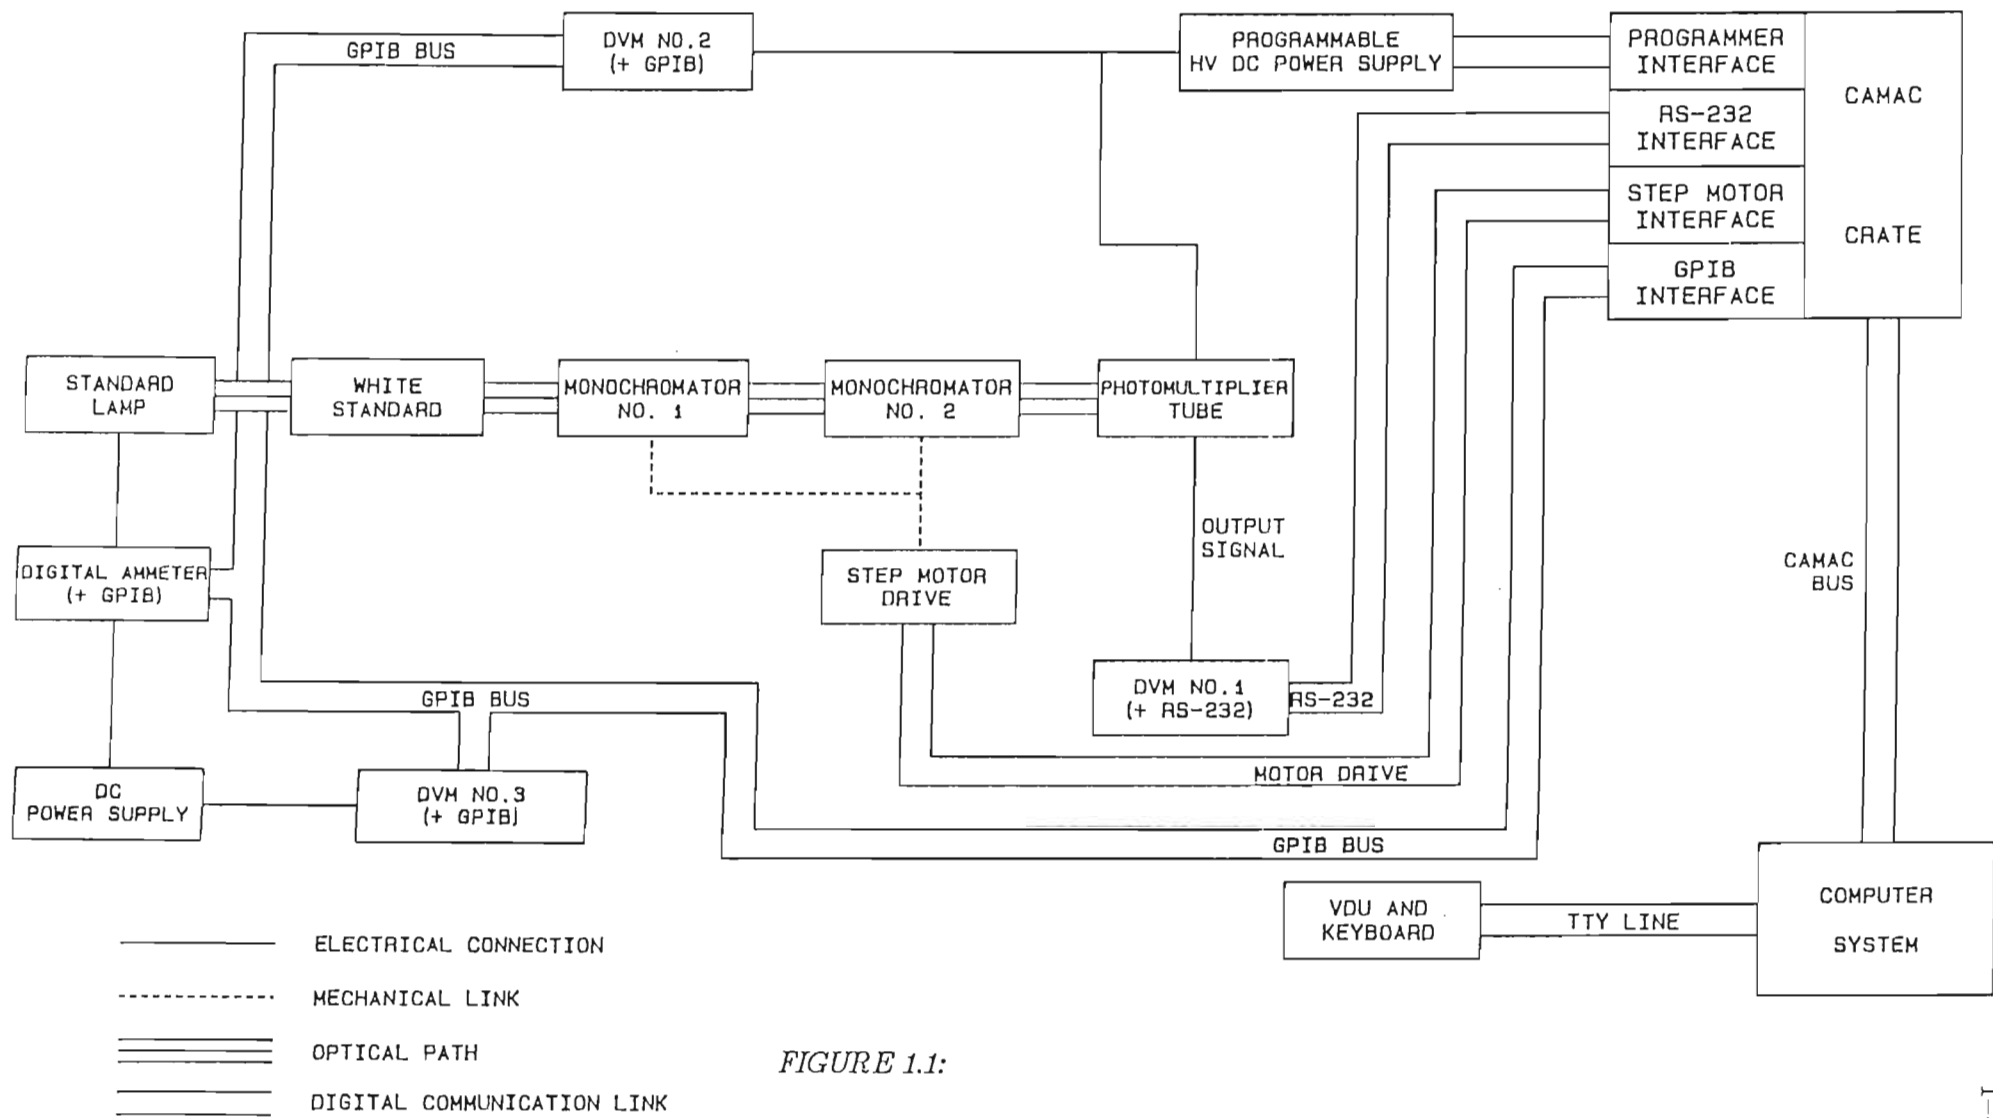 GPIB BUS
DVM NO.2
(+ GPIB)
PROGRAMMABLE
HV DC POWER SUPPLY
PROGRAMMER
INTERFACE
RS-232
INTERFACE
STEP MOTOR
INTERFACE
GPIB
INTERFACE
CAMAC
CRATE
STANDARD
LAMP
WHITE
STANDARD
MONOCHROMATOR
NO. 1
MONOCHROMATOR
NO. 2
PHOTOMULTIPLIER
TUBE
OUTPUT
SIGNAL
CAMAC
BUS
DIGITAL AMMETER
(+ GPIB)
STEP MOTOR
DRIVE
GPIB BUS
DVM NO.1
(+ RS-232)
RS-232
MOTOR DRIVE
DC
POWER SUPPLY
DVM NO.3
(+ GPIB)
GPIB BUS
VDU AND
KEYBOARD
TTY LINE
COMPUTER
SYSTEM
ELECTRICAL CONNECTION
MECHANICAL LINK
OPTICAL PATH
DIGITAL COMMUNICATION LINK
FIGURE 1.1: